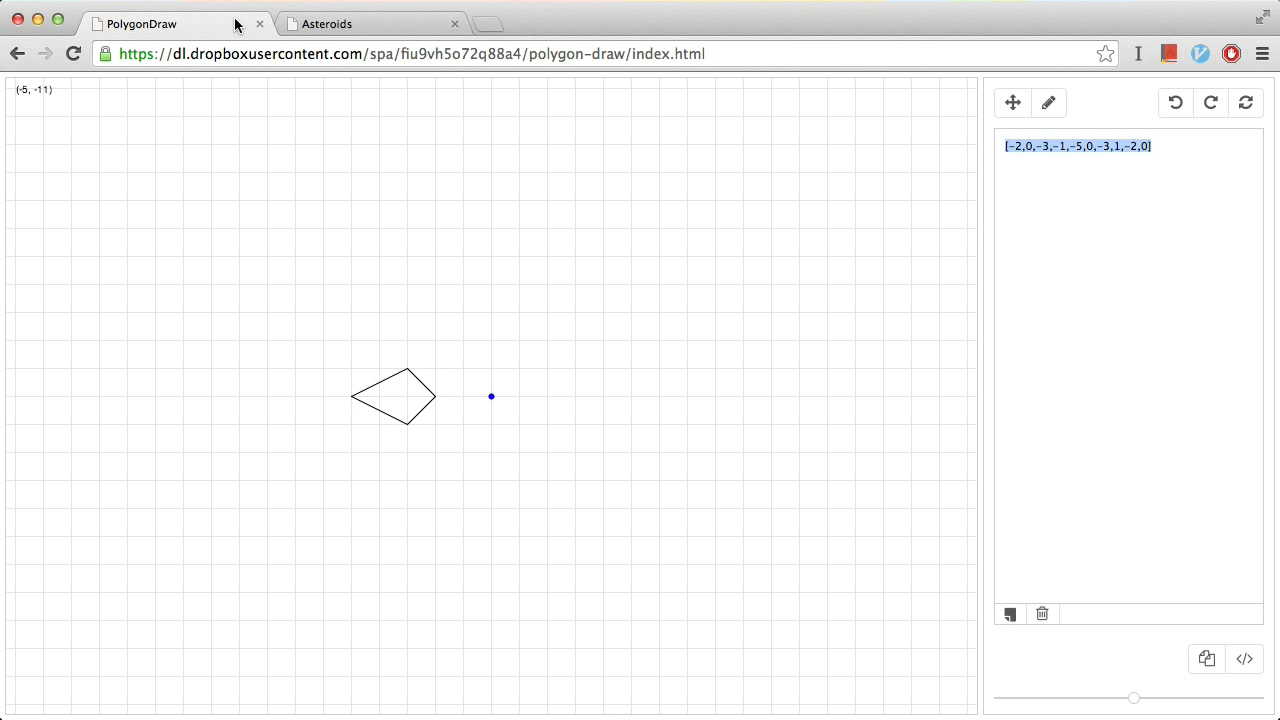 PolygonDraw
Asteroids
https://dl.dropboxusercontent.com/spa/fiu9vh5o72q88a4/polygon-draw/index.html
(-5, -11)
[-2,0,-3,-1,-5,0,-3,1,-2,0]